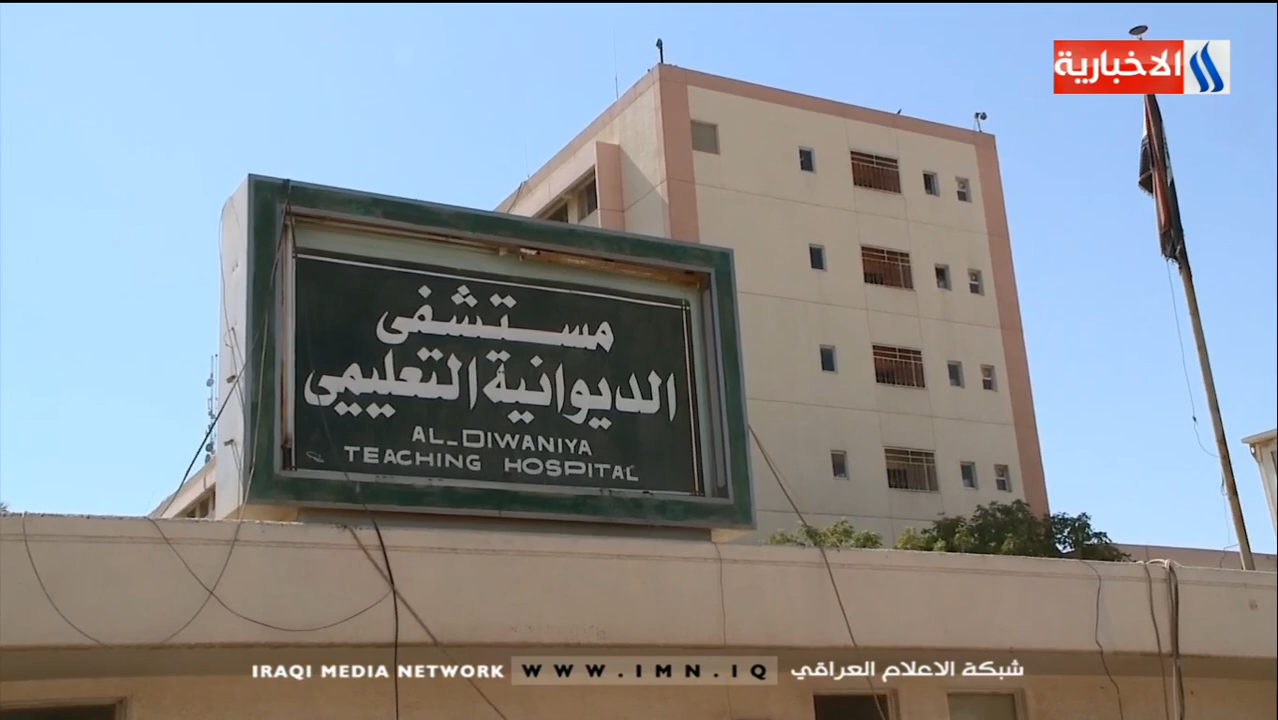 الاخبارية
مستشفى
الديوانية التعليمي
AL_DIWANIYA
TEACHING HOSPITAL
IRAQI MEDIA NETWORK WWW.IMN.IQ شبكة الاعلام العراقي